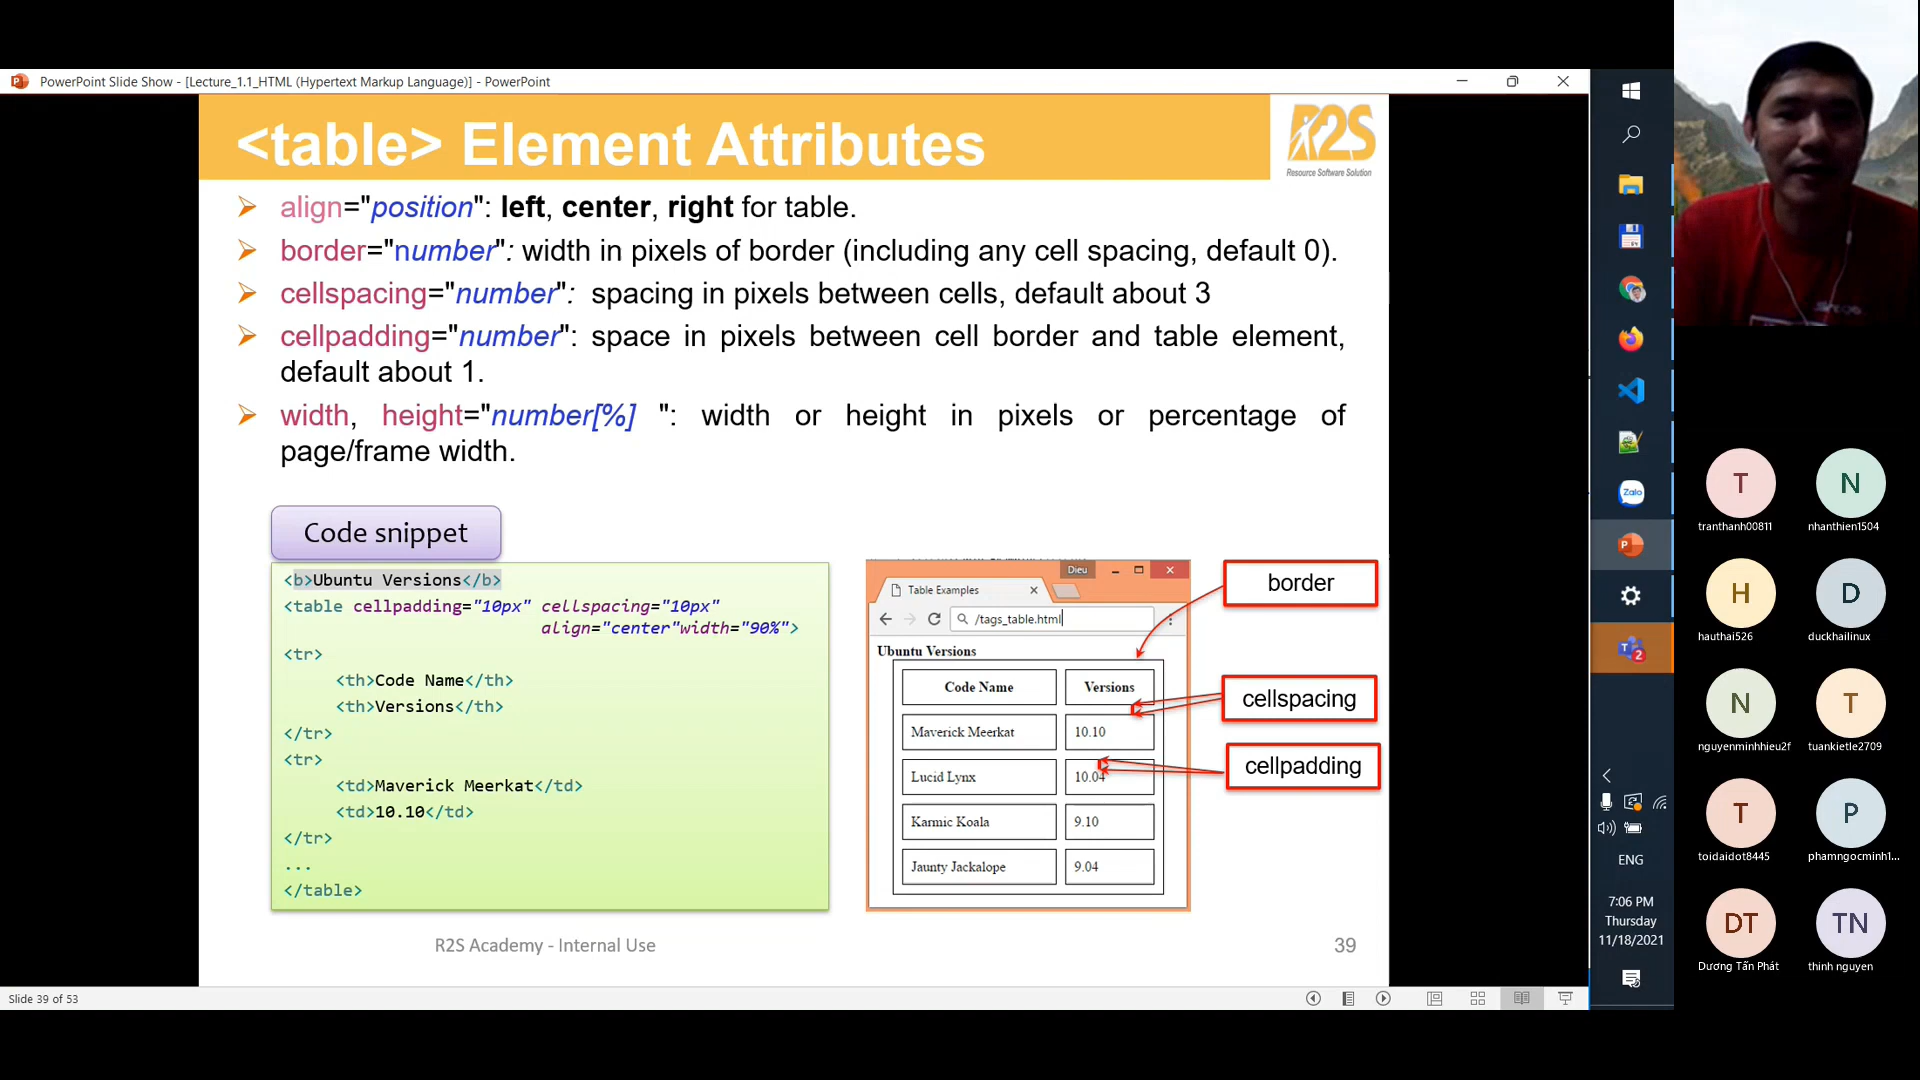 PowerPoint Slide Show - [Lecture_1.1_HTML (Hypertext Markup Language)] - PowerPoint
<table> Element Attributes
R2S
Resource Software Solution
align="position": left, center, right for table.
border="number": width in pixels of border (including any cell spacing, default 0).
cellspacing="number": spacing in pixels between cells, default about 3
cellpadding="number": space in pixels between cell border and table element,
default about 1.
width, height="number[%] ": width or height in pixels or percentage of
page/frame width.
Code snippet
<b>Ubuntu Versions</b>
<table cellpadding="10px" cellspacing="10px"
align="center"width="90%">
<tr>
<th>Code Name</th>
<th>Versions</th>
</tr>
<tr>
<td>Maverick Meerkat</td>
<td>10.10</td>
</tr>
...
</table>
Dieu
Table Examples
/tags_table.html
Ubuntu Versions
Code Name Versions
Maverick Meerkat 10.10
Lucid Lynx 10.04
Karmic Koala 9.10
Jaunty Jackalope 9.04
border
cellspacing
cellpadding
R2S Academy - Internal Use
39
Slide 39 of 53
Zalo
2
ENG
7:06 PM
Thursday
11/18/2021
T N
tranthanh00811 nhanthien1504
H D
hauthai526 duckhailinux
N T
nguyenminhhieu2f tuankietle2709
T P
toidaidot8445 phamngocminh1...
DT TN
Dương Tấn Phát thinh nguyen